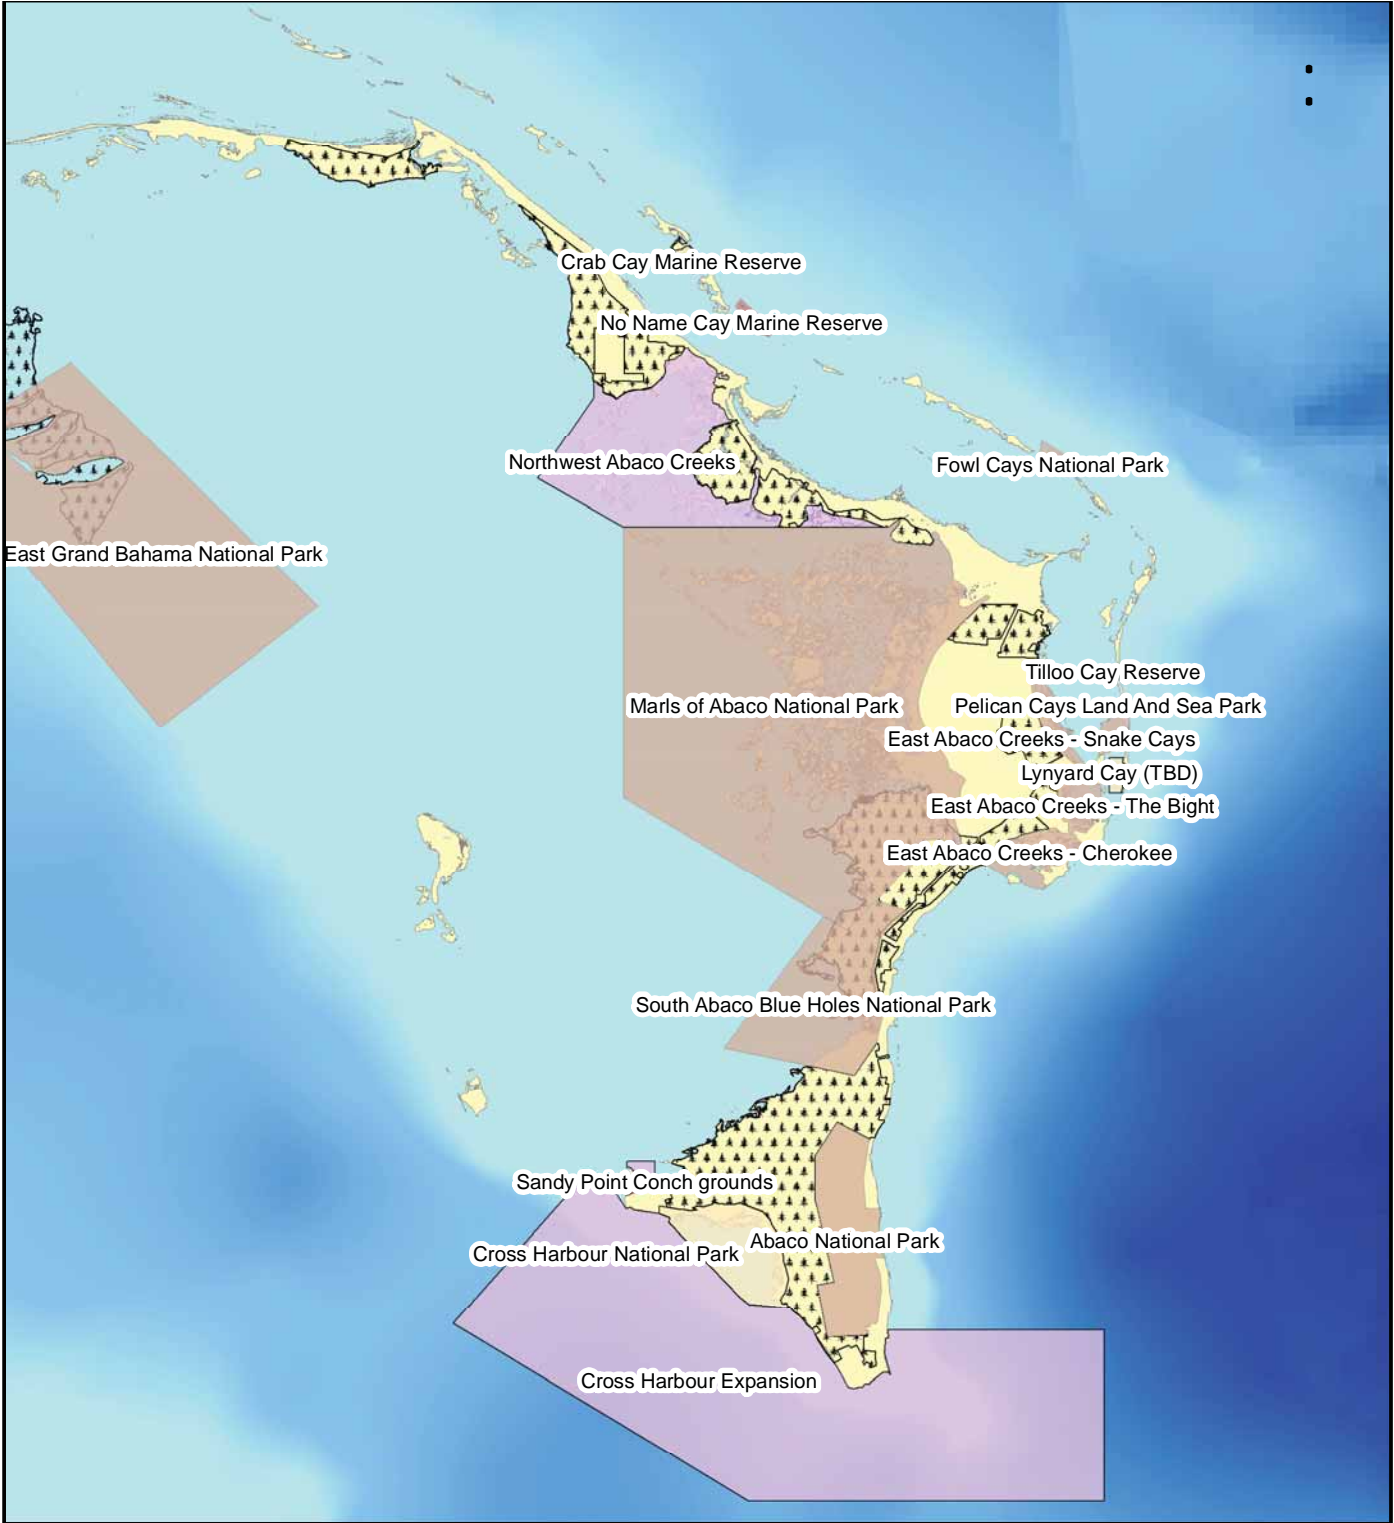 Crab Cay Marine Reserve
No Name Cay Marine Reserve
Northwest Abaco Creeks
Fowl Cays National Park
East Grand Bahama National Park
Tilloo Cay Reserve
Marls of Abaco National Park
Pelican Cays Land And Sea Park
East Abaco Creeks - Snake Cays
Lynyard Cay (TBD)
East Abaco Creeks - The Bight
East Abaco Creeks - Cherokee
South Abaco Blue Holes National Park
Sandy Point Conch grounds
Abaco National Park
Cross Harbour National Park
Cross Harbour Expansion